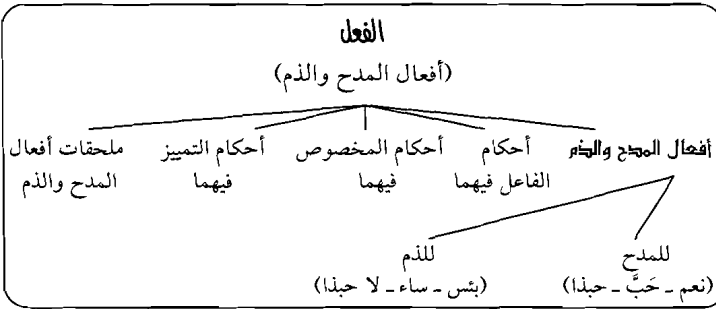 الفعل
(أفعال المدح والذم)
أفعال المدح والذم
أحكام
الفاعل فيهما
أحكام المخصوص
فيهما
أحكام التمييز
فيهما
ملحقات أفعال
المدح والذم
للمدح
(نعم ـ حَبَّ ـ حبذا)
للذم
(بئس ـ ساء ـ لا حبذا)